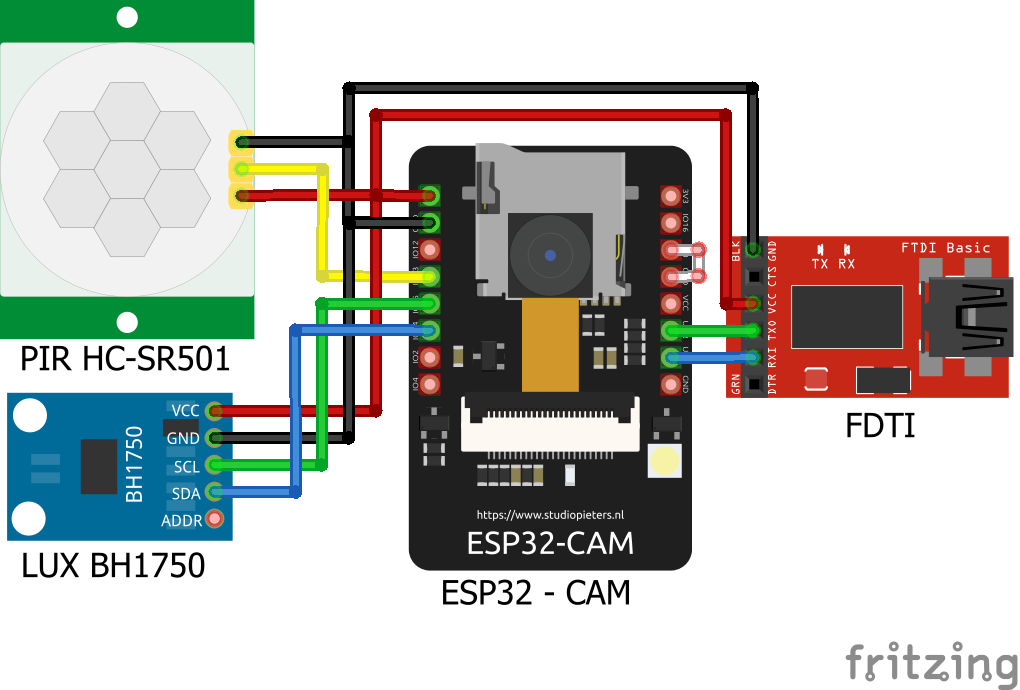 PIR HC-SR501
VCC
GND
SCL
SDA
ADDR
BH1750
LUX BH1750
IO12
IO2
IO4
3V3
IO16
VCC
GND
https://www.studiopieters.nl
ESP32-CAM
ESP32 - CAM
BLK
GRN
GND
CTS
VCC
TXO
RXI
DTR
TX RX
FTDI Basic
FDTI
fritzing